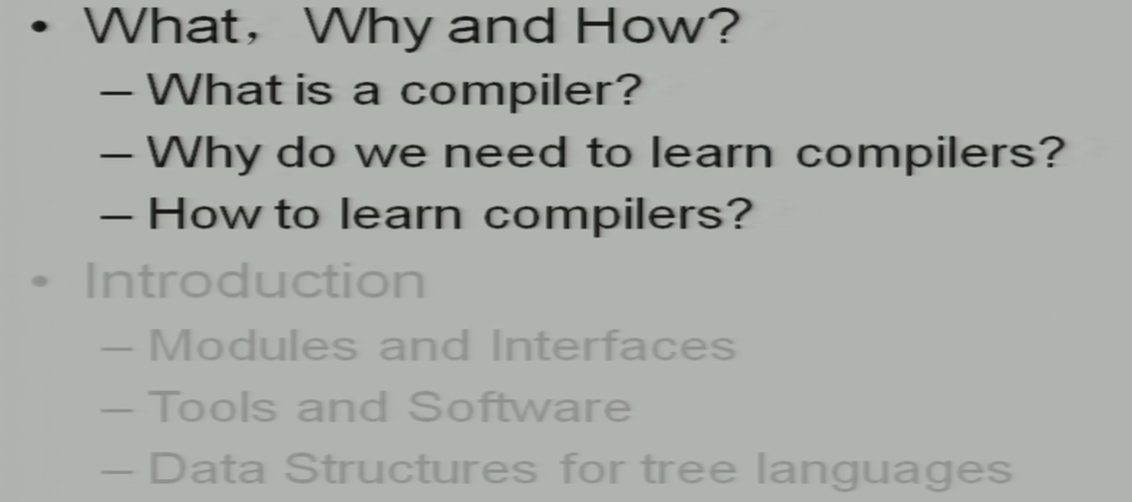 • What， Why and How?
– What is a compiler?
– Why do we need to learn compilers?
– How to learn compilers?
• Introduction
– Modules and Interfaces
– Tools and Software
– Data Structures for tree languages